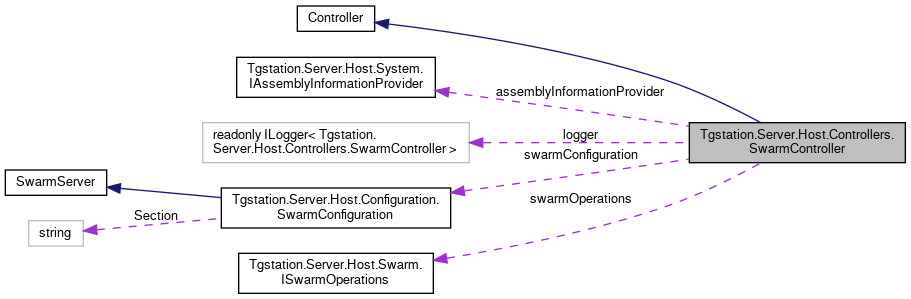 Controller
Tgstation.Server.Host.System.
IAssemblyInformationProvider
assemblyInformationProvider
readonly ILogger< Tgstation.
Server.Host.Controllers.SwarmController >
logger
Tgstation.Server.Host.Controllers.
SwarmController
swarmConfiguration
SwarmServer
Tgstation.Server.Host.Configuration.
SwarmConfiguration
swarmOperations
Section
string
Tgstation.Server.Host.Swarm.
ISwarmOperations